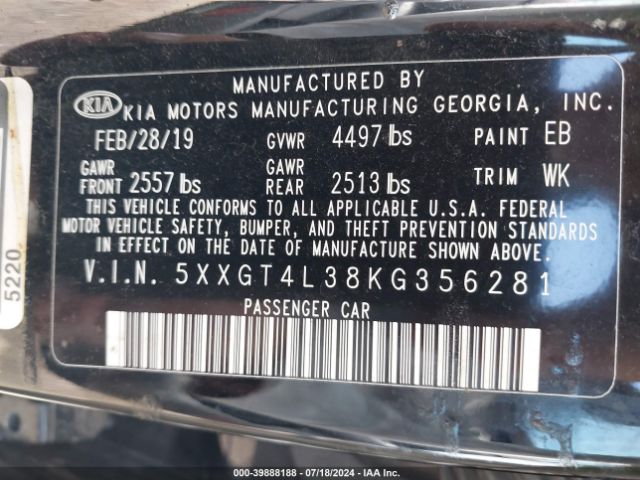 MANUFACTURED BY
KIA KIA MOTORS MANUFACTURING GEORGIA, INC.
FEB/28/19 GVWR 4497 lbs PAINT EB
GAWR FRONT 2557 lbs GAWR REAR 2513 lbs TRIM WK
THIS VEHICLE CONFORMS TO ALL APPLICABLE U.S.A. FEDERAL
MOTOR VEHICLE SAFETY, BUMPER, AND THEFT PREVENTION STANDARDS
IN EFFECT ON THE DATE OF MANUFACTURE SHOWN ABOVE.
V.I.N. 5XXGT4L38KG356281
PASSENGER CAR
5220
000-39888188 / 07/18/2024 - IAA Inc.